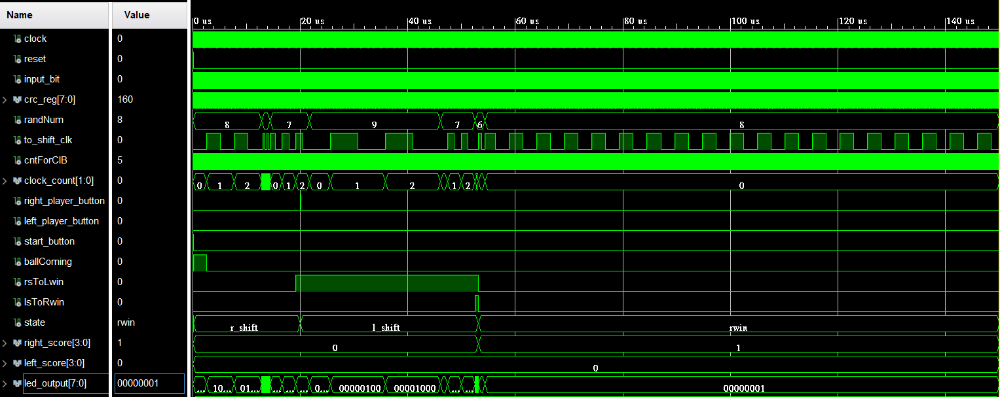 Name Value
0 us 20 us 40 us 60 us 80 us 100 us 120 us 140 us
clock 0
reset 0
input_bit 0
crc_reg[7:0] 160
randNum 8 8 7 9 7 6 8
to_shift_clk 0
cntForClB 5
clock_count[1:0] 0 0 1 2 0 1 2 0 1 2 1 2 0
right_player_button 0
left_player_button 0
start_button 0
ballComing 0
rsToLwin 0
lsToRwin 0
state rwin r_shift l_shift rwin
right_score[3:0] 1 0 1
left_score[3:0] 0 0
led_output[7:0] 00000001 ... 10... 01... ... ... ... 0... 00000100 00001000 ... ... 00000001